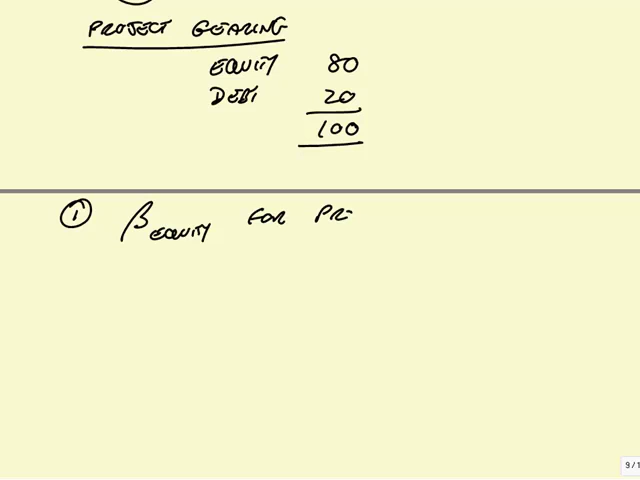 PROJECT GEARING
EQUITY 80
DEBT 20
100
① β EQUITY FOR PR
9 / 1